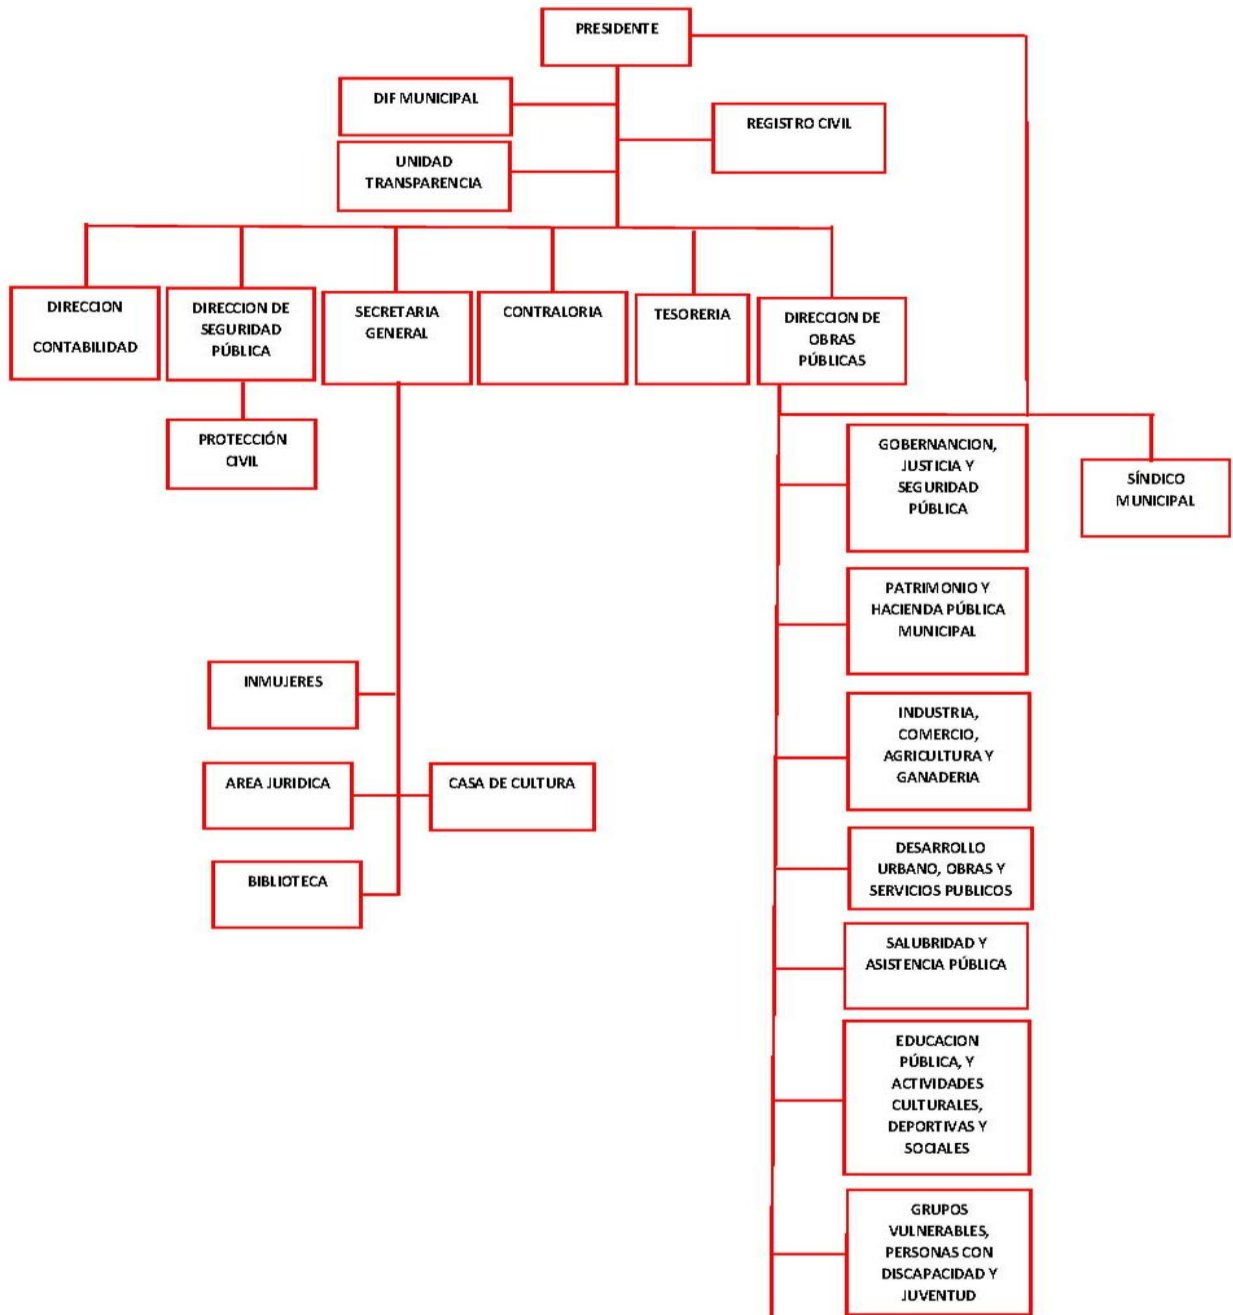 PRESIDENTE
DIF MUNICIPAL
REGISTRO CIVIL
UNIDAD
TRANSPARENCIA
DIRECCION
CONTABILIDAD
DIRECCION DE
SEGURIDAD
PÚBLICA
SECRETARIA
GENERAL
CONTRALORIA
TESORERIA
DIRECCION DE
OBRAS
PÚBLICAS
PROTECCIÓN
CIVIL
GOBERNANCION,
JUSTICIA Y
SEGURIDAD
PÚBLICA
SÍNDICO
MUNICIPAL
PATRIMONIO Y
HACIENDA PÚBLICA
MUNICIPAL
INMUJERES
INDUSTRIA,
COMERCIO,
AGRICULTURA Y
GANADERIA
AREA JURIDICA
CASA DE CULTURA
BIBLIOTECA
DESARROLLO
URBANO, OBRAS Y
SERVICIOS PUBLICOS
SALUBRIDAD Y
ASISTENCIA PÚBLICA
EDUCACION
PÚBLICA, Y
ACTIVIDADES
CULTURALES,
DEPORTIVAS Y
SOCIALES
GRUPOS
VULNERABLES,
PERSONAS CON
DISCAPACIDAD Y
JUVENTUD